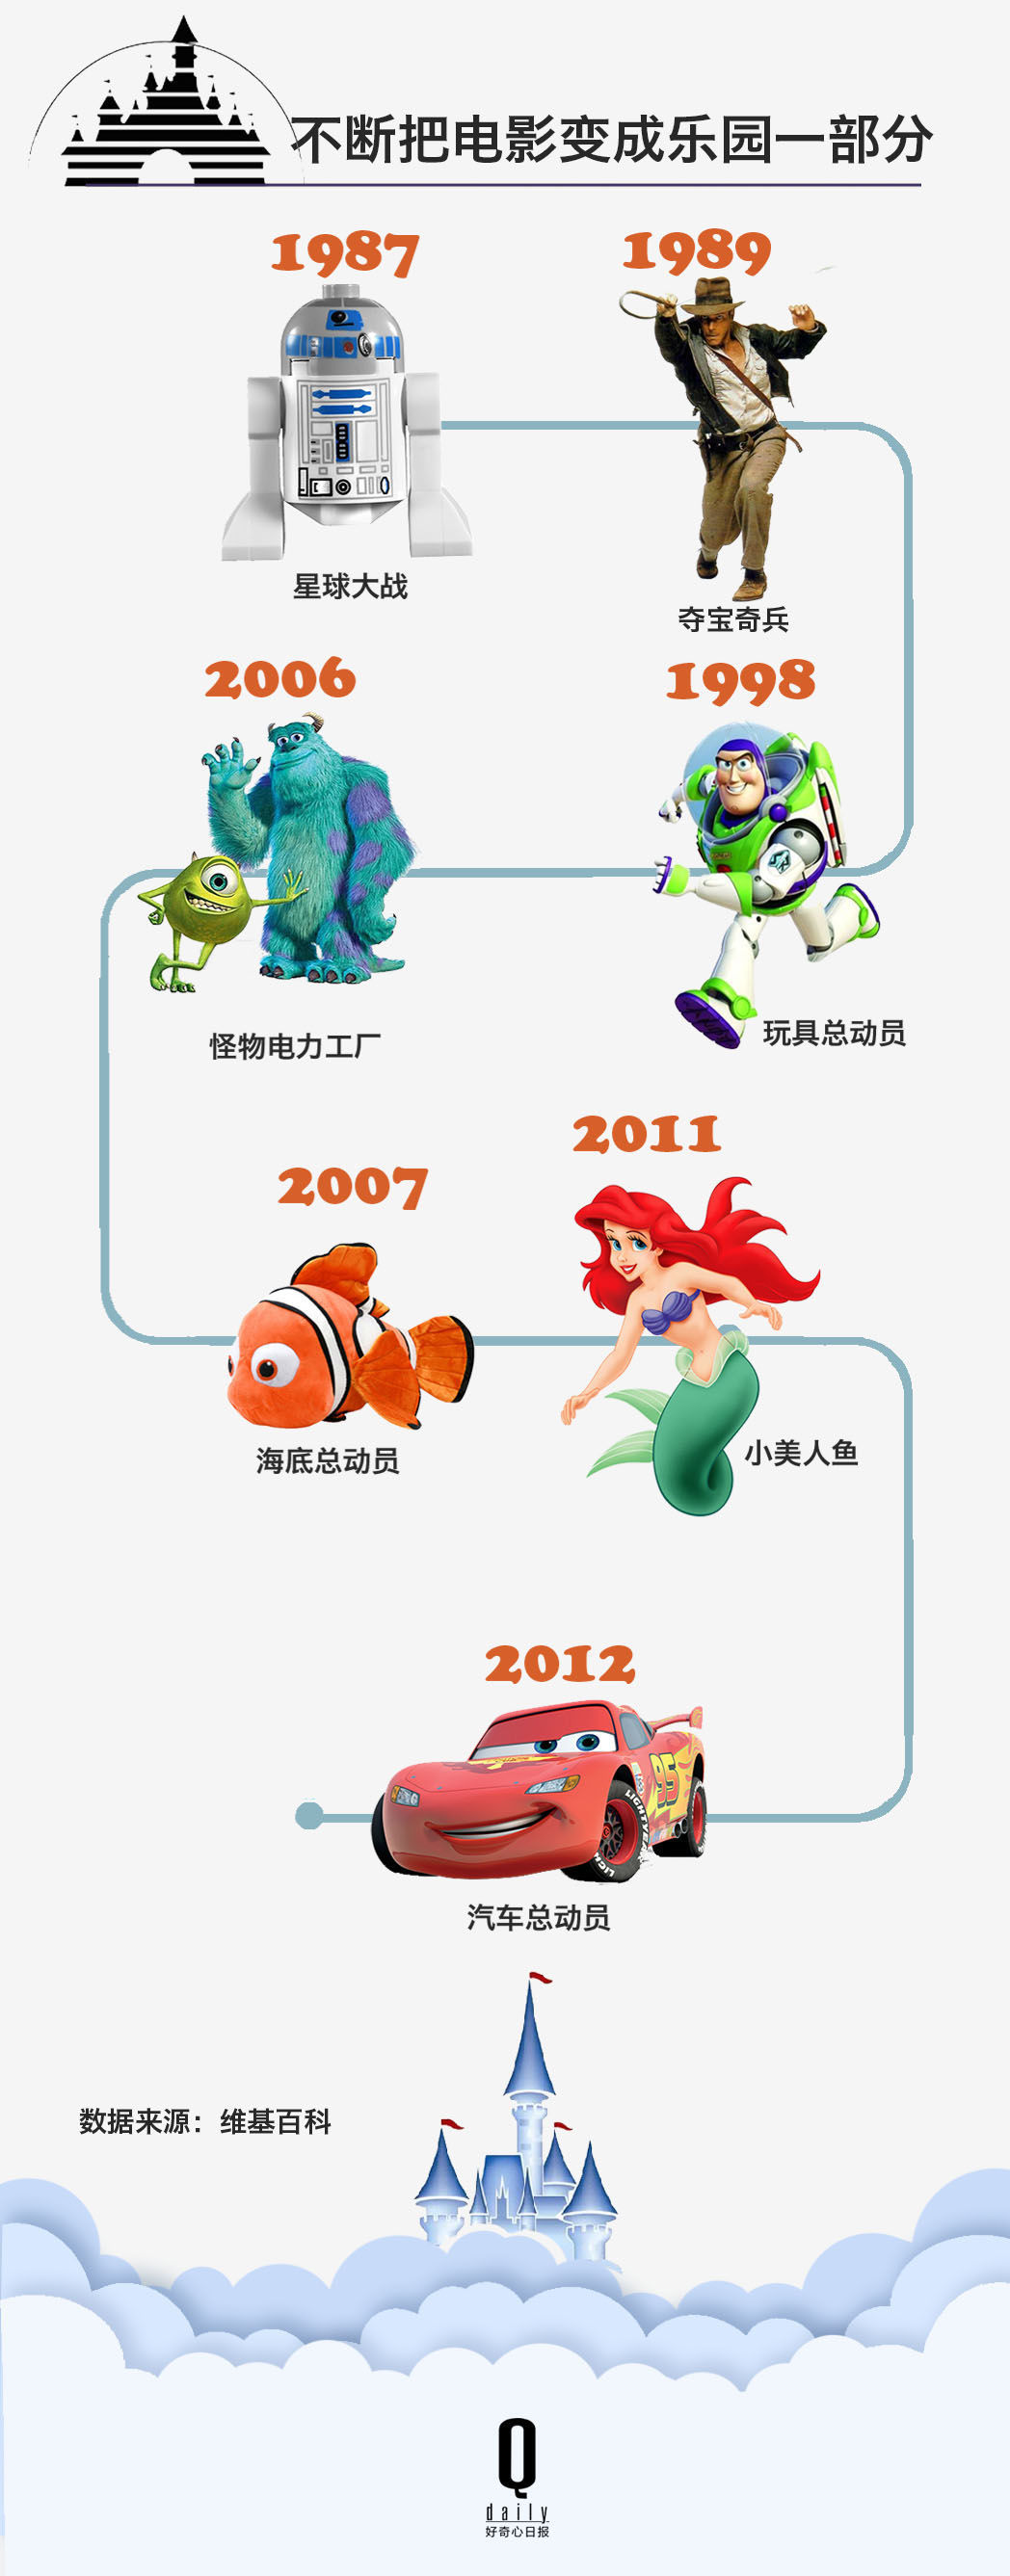 不断把电影变成乐园一部分
1987
星球大战
1989
夺宝奇兵
1998
玩具总动员
2006
怪物电力工厂
2007
海底总动员
2011
小美人鱼
2012
95
汽车总动员
数据来源：维基百科
Q
daily
好奇心日报